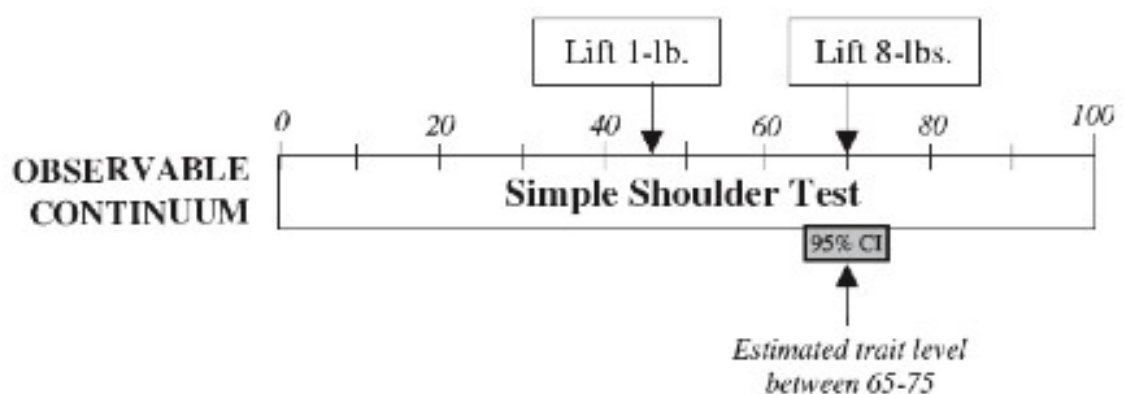 Lift 1-lb.
Lift 8-lbs.
0 20 40 60 80 100
OBSERVABLE
CONTINUUM
Simple Shoulder Test
95% CI
Estimated trait level
between 65-75